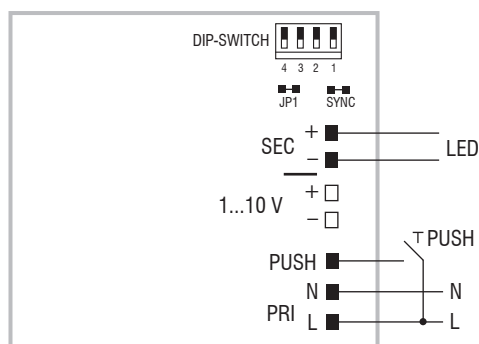 DIP-SWITCH
4 3 2 1
JP1 SYNC
SEC + LED
−
1...10 V +
−
PUSH PUSH
N N
PRI L L